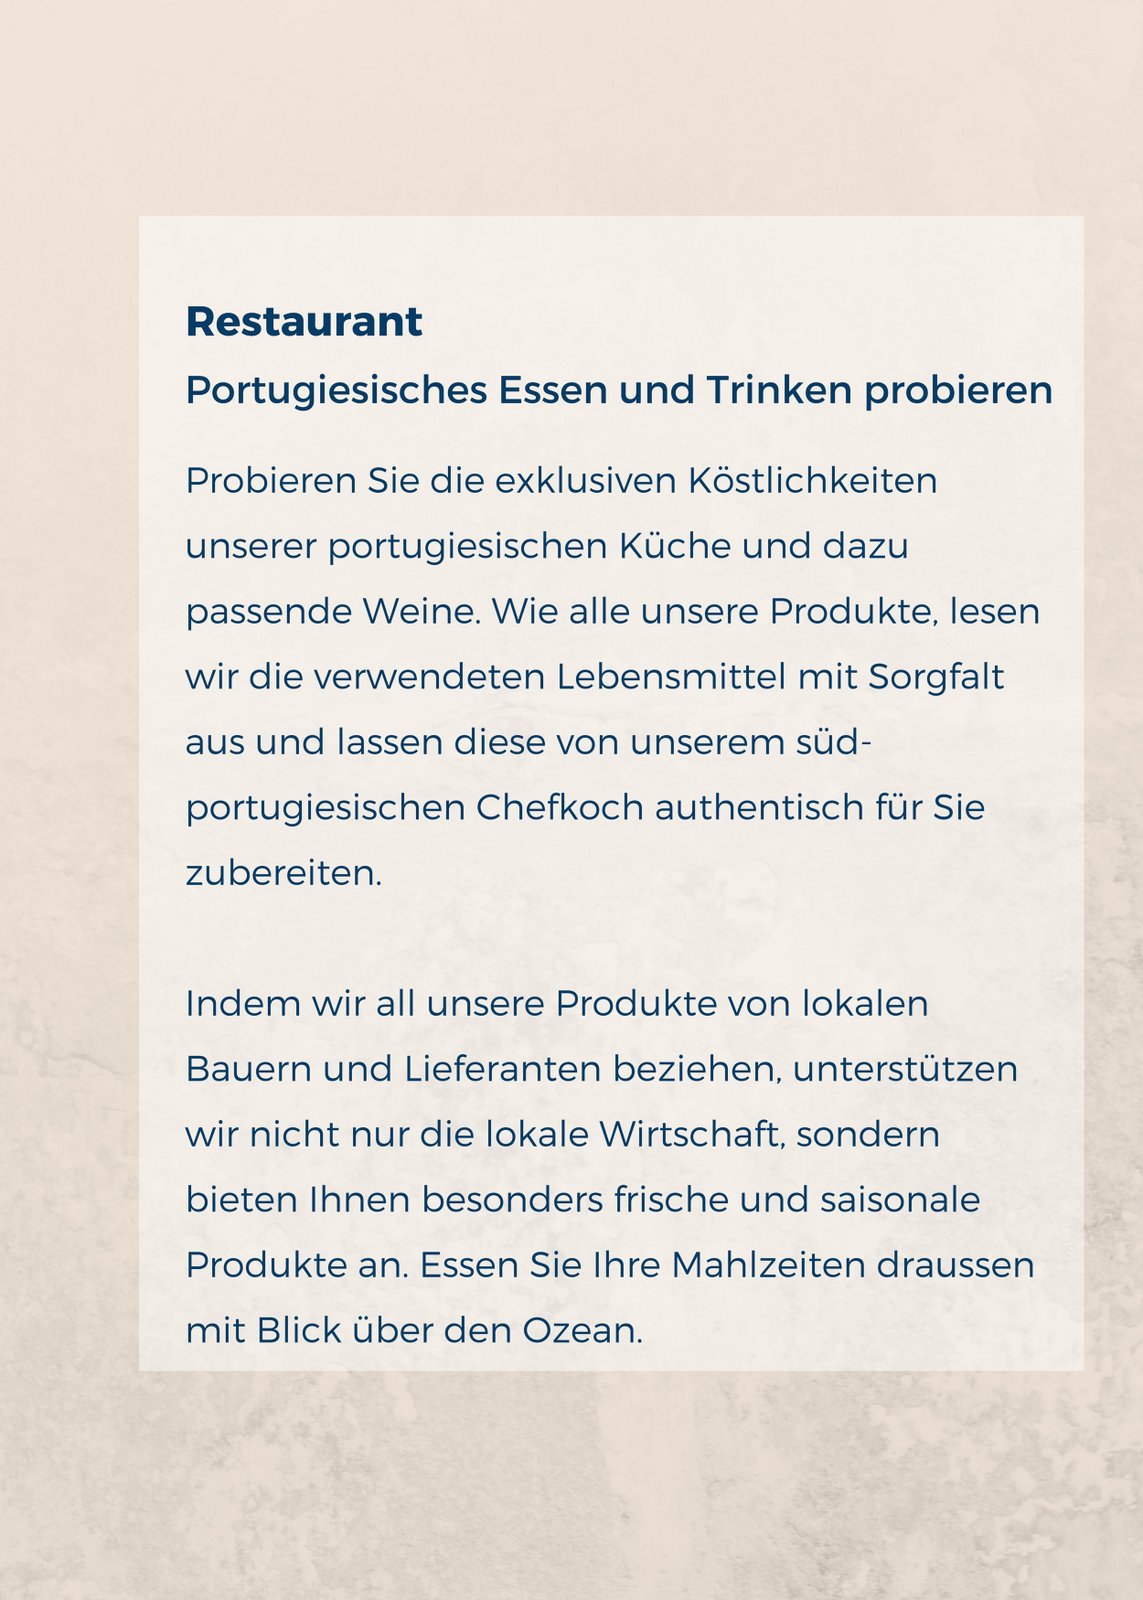 Restaurant
Portugiesisches Essen und Trinken probieren
Probieren Sie die exklusiven Köstlichkeiten
unserer portugiesischen Küche und dazu
passende Weine. Wie alle unsere Produkte, lesen
wir die verwendeten Lebensmittel mit Sorgfalt
aus und lassen diese von unserem süd-
portugiesischen Chefkoch authentisch für Sie
zubereiten.
Indem wir all unsere Produkte von lokalen
Bauern und Lieferanten beziehen, unterstützen
wir nicht nur die lokale Wirtschaft, sondern
bieten Ihnen besonders frische und saisonale
Produkte an. Essen Sie Ihre Mahlzeiten draussen
mit Blick über den Ozean.